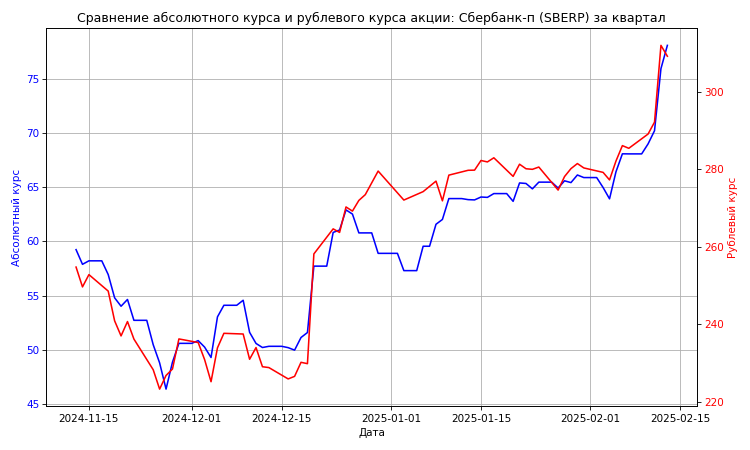 Сравнение абсолютного курса и рублевого курса акции: Сбербанк-п (SBERP) за квартал
75
70
65
60
55
50
45
Абсолютный курс
300
280
260
240
220
Рублевый курс
2024-11-15 2024-12-01 2024-12-15 2025-01-01 2025-01-15 2025-02-01 2025-02-15
Дата